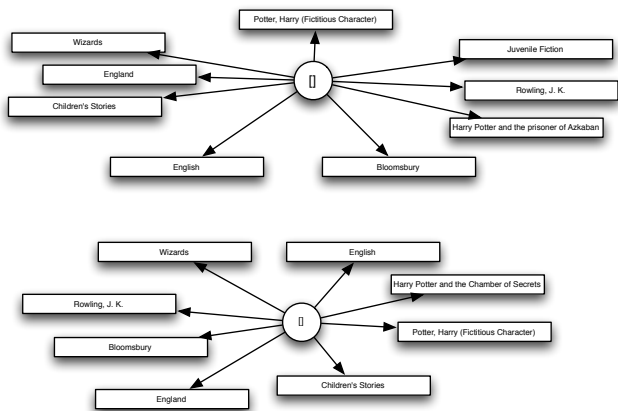 Potter, Harry (Fictitious Character)
Wizards
Juvenile Fiction
England
[]
Rowling, J. K.
Children's Stories
Harry Potter and the prisoner of Azkaban
English
Bloomsbury
Wizards
English
Harry Potter and the Chamber of Secrets
Rowling, J. K.
[]
Potter, Harry (Fictitious Character)
Bloomsbury
Children's Stories
England